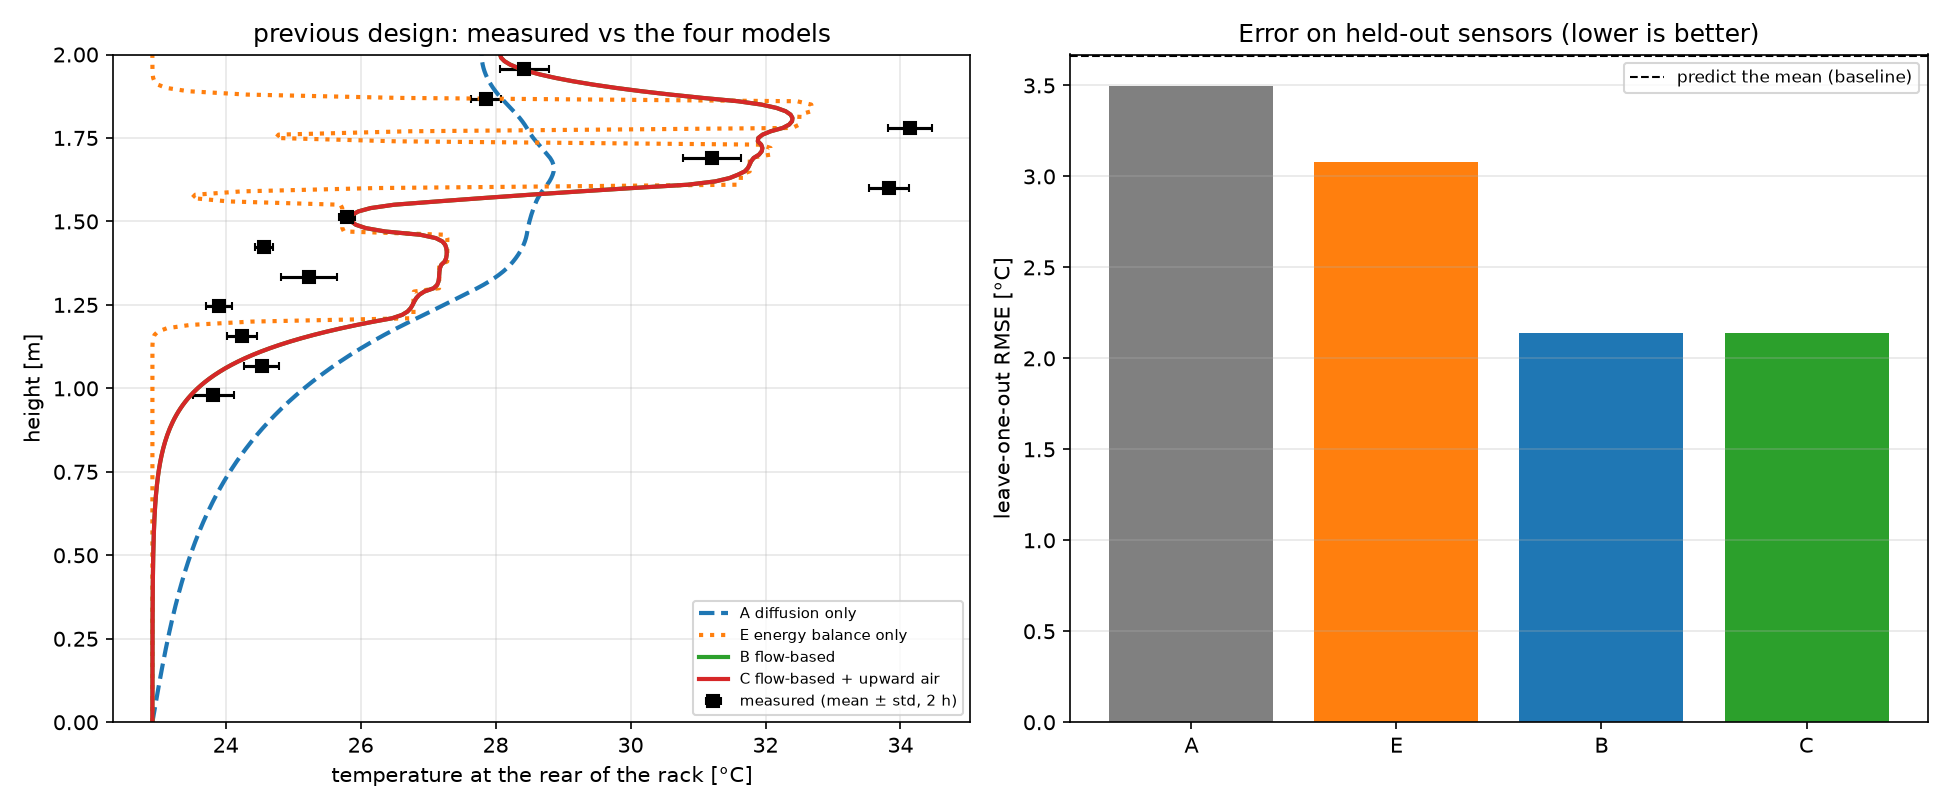 previous design: measured vs the four models
2.00
1.75
1.50
1.25
1.00
0.75
0.50
0.25
0.00
height [m]
24
26
28
30
32
34
temperature at the rear of the rack [°C]
A diffusion only
E energy balance only
B flow-based
C flow-based + upward air
measured (mean ± std, 2 h)
Error on held-out sensors (lower is better)
predict the mean (baseline)
3.5
3.0
2.5
2.0
1.5
1.0
0.5
0.0
leave-one-out RMSE [°C]
A
E
B
C